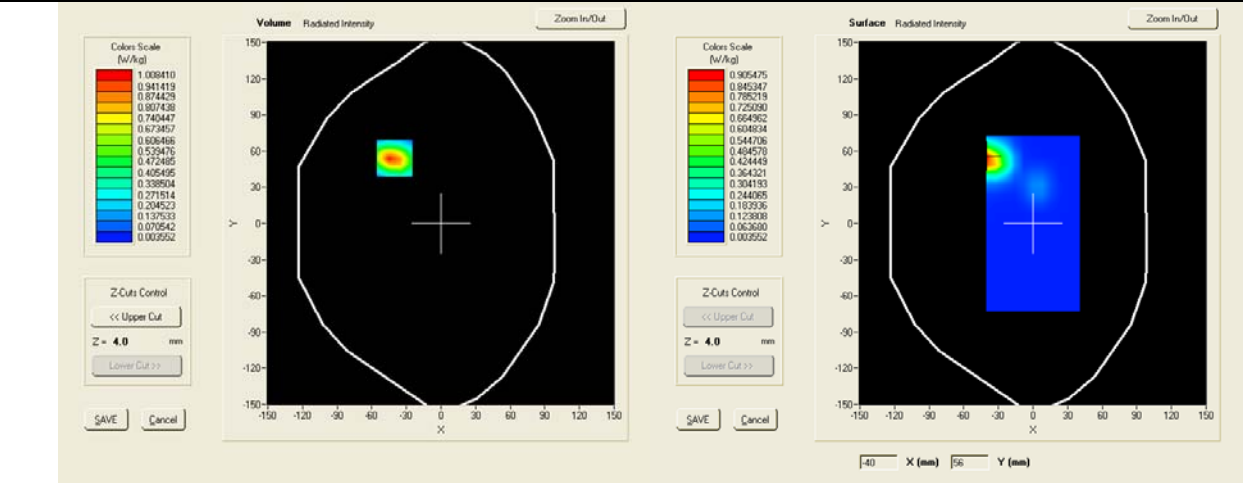 Volume Radiated Intensity
Zoom In/Out
Colors Scale
(W/kg)
1.008410
0.941419
0.874429
0.807438
0.740447
0.673457
0.606466
0.539476
0.472485
0.405495
0.338504
0.271514
0.204523
0.137533
0.070542
0.003552
Z-Cuts Control
<< Upper Cut
Z = 4.0 mm
Lower Cut >>
SAVE Cancel
150
120
90
60
30
0
-30
-60
-90
-120
-150
Y
-150 -120 -90 -60 -30 0 30 60 90 120 150
X
Surface Radiated Intensity
Zoom In/Out
Colors Scale
(W/kg)
0.905475
0.845347
0.785219
0.725090
0.664962
0.604834
0.544706
0.484578
0.424449
0.364321
0.304193
0.244065
0.183936
0.123808
0.063680
0.003552
Z-Cuts Control
<< Upper Cut
Z = 4.0 mm
Lower Cut >>
SAVE Cancel
150
120
90
60
30
0
-30
-60
-90
-120
-150
Y
-150 -120 -90 -60 -30 0 30 60 90 120 150
X
-40 X (mm) 56 Y (mm)